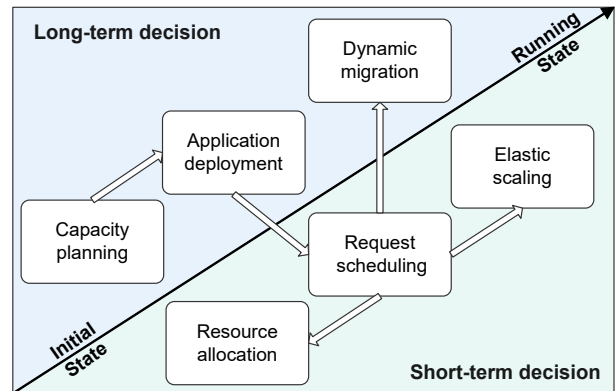 Long-term decision
Dynamic
migration
Running
State
Application
deployment
Elastic
scaling
Capacity
planning
Request
scheduling
Initial
State
Resource
allocation
Short-term decision